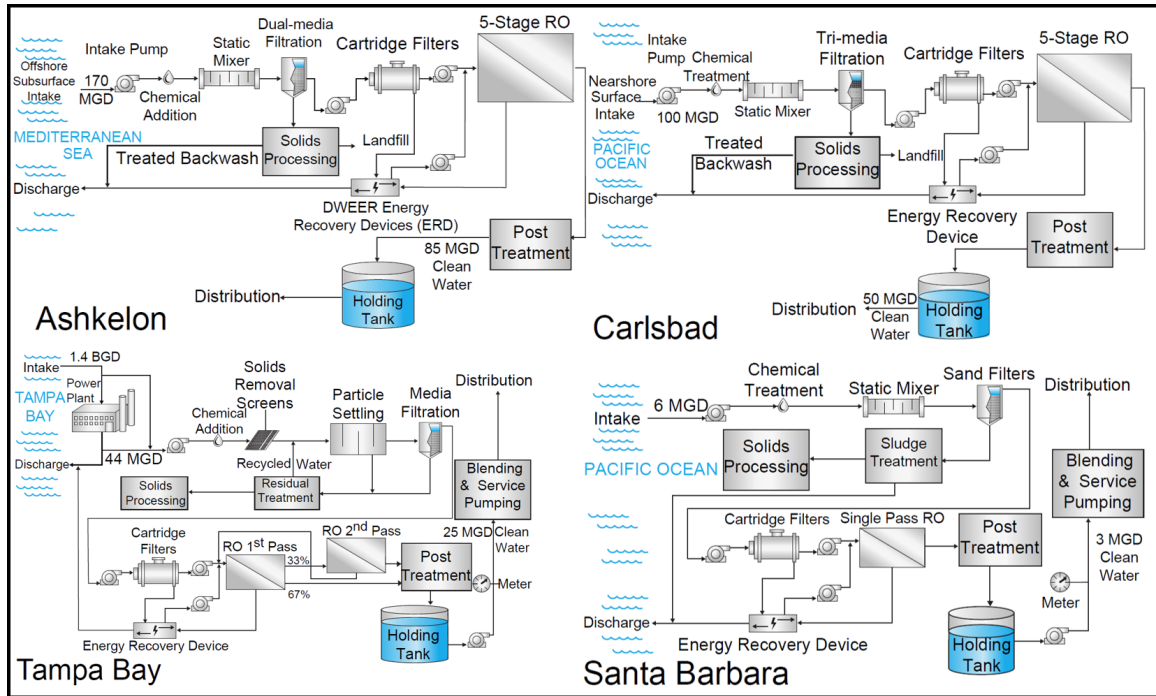 Intake Pump
Static
Mixer
Dual-media
Filtration
Cartridge Filters
5-Stage RO
Offshore
Subsurface
Intake
170
MGD
Chemical
Addition
MEDITERRANEAN
SEA
Treated Backwash
Solids
Processing
Landfill
Discharge
DWEER Energy
Recovery Devices (ERD)
85 MGD
Clean
Water
Post
Treatment
Distribution
Holding
Tank
Ashkelon
Intake
Pump
Chemical
Treatment
Tri-media
Filtration
Cartridge Filters
5-Stage RO
Nearshore
Surface
Intake
100 MGD
Static Mixer
PACIFIC
OCEAN
Treated
Backwash
Solids
Processing
Landfill
Discharge
Energy Recovery
Device
Post
Treatment
Distribution
50 MGD
Clean
Water
Holding
Tank
Carlsbad
1.4 BGD
Intake
Power
Plant
TAMPA
BAY
Solids
Removal
Screens
Chemical
Addition
Particle
Settling
Media
Filtration
Distribution
Discharge
44 MGD
Recycled Water
Solids
Processing
Residual
Treatment
Blending
& Service
Pumping
25 MGD
Clean
Water
Cartridge
Filters
RO 1st Pass
33%
67%
RO 2nd Pass
Post
Treatment
Meter
Energy Recovery Device
Holding
Tank
Tampa Bay
Chemical
Treatment
Static Mixer
Sand Filters
Distribution
Intake
6 MGD
PACIFIC OCEAN
Solids
Processing
Sludge
Treatment
Blending
& Service
Pumping
Cartridge Filters
Single Pass RO
Post
Treatment
3 MGD
Clean
Water
Meter
Discharge
Energy Recovery Device
Holding
Tank
Santa Barbara